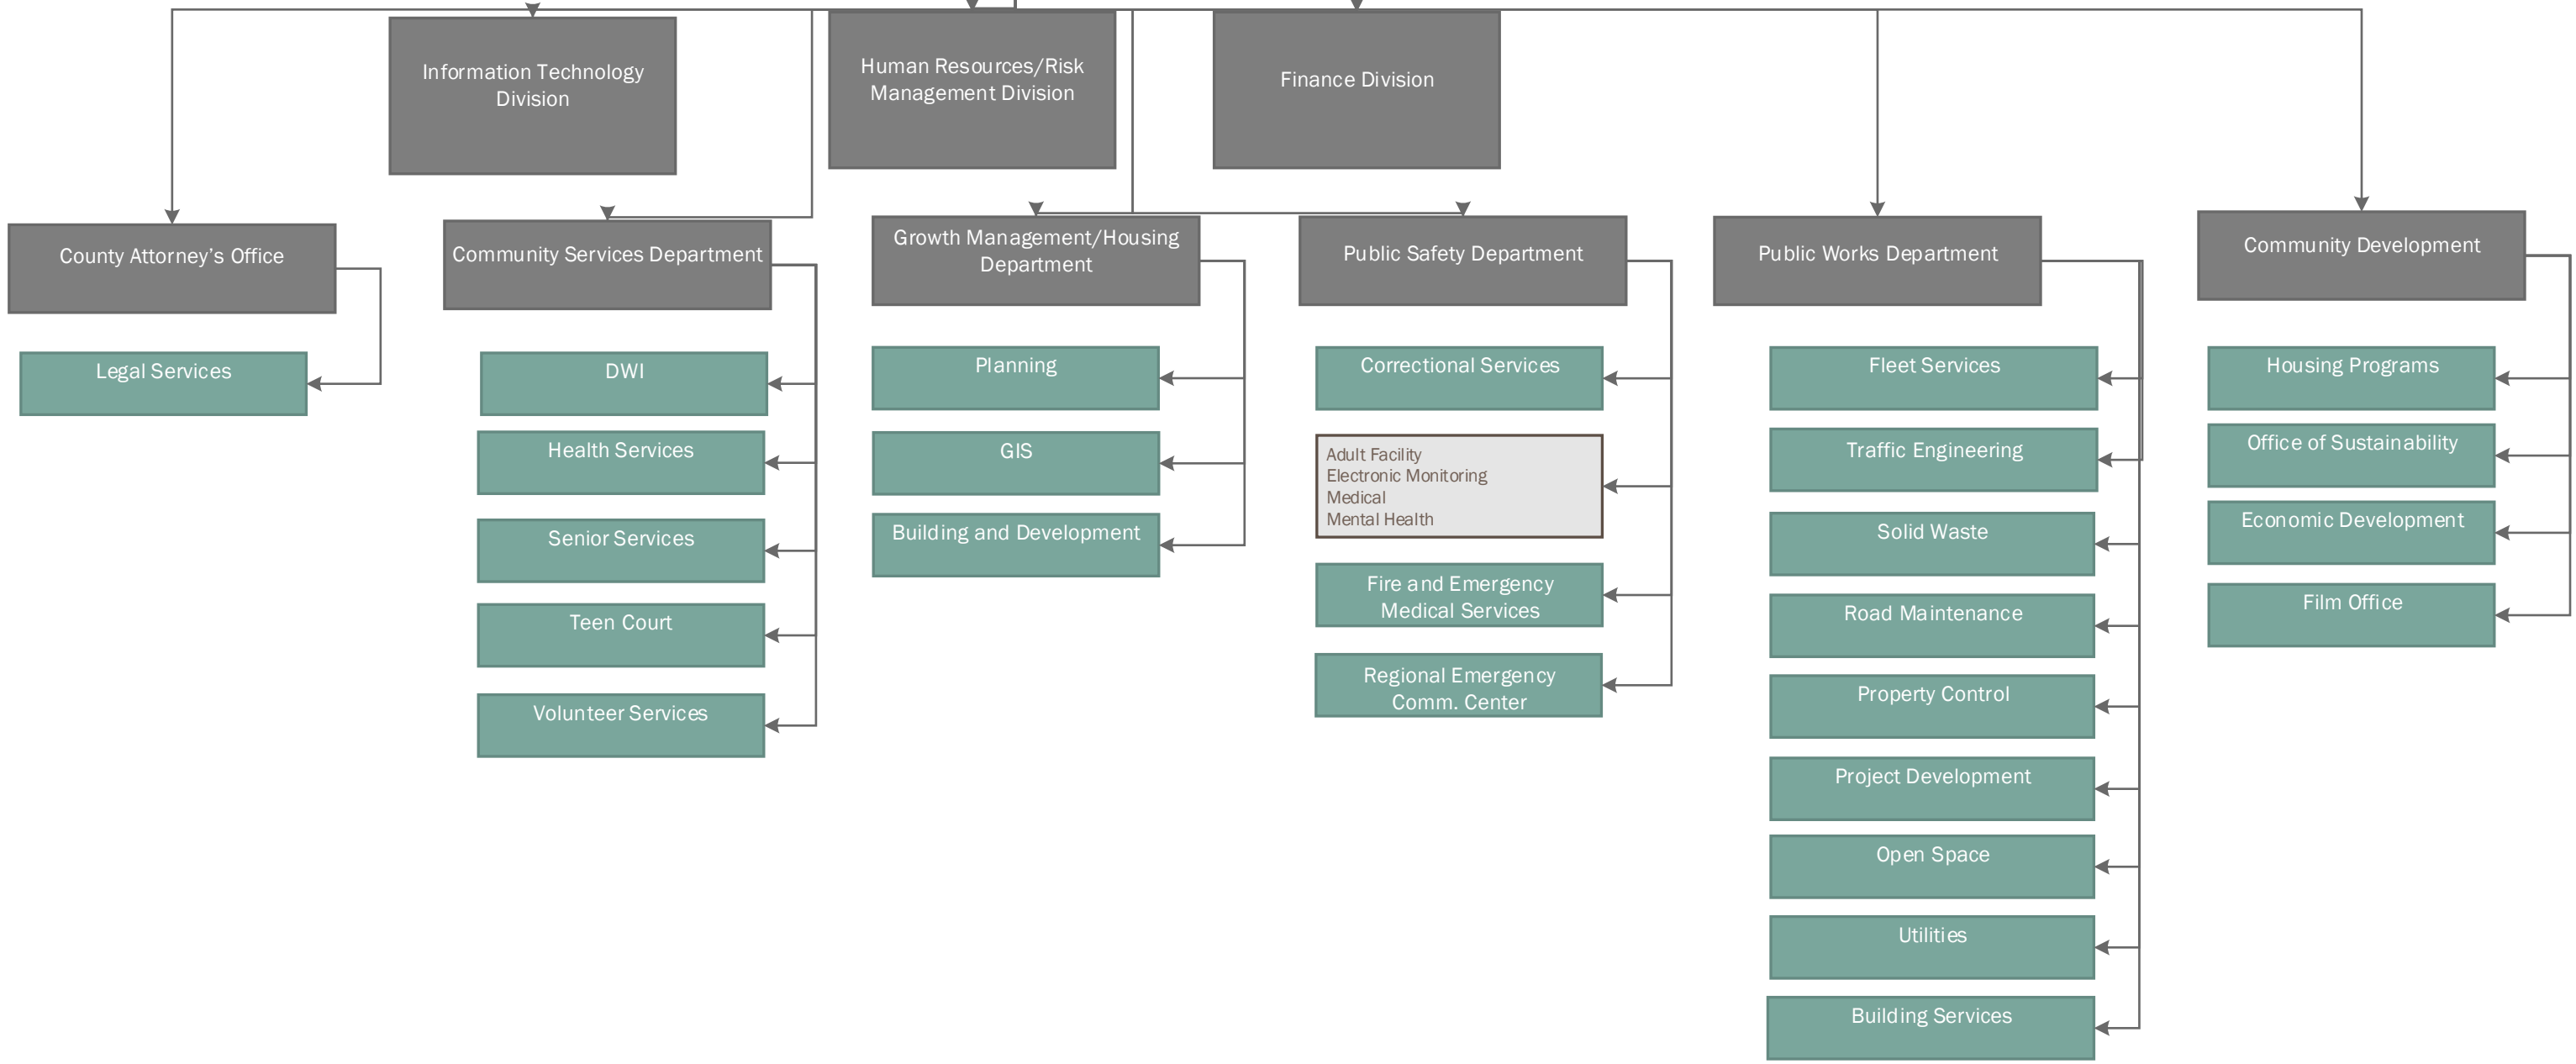 Information Technology
Division
Human Resources/Risk
Management Division
Finance Division
County Attorney’s Office
Legal Services
Community Services Department
DWI
Health Services
Senior Services
Teen Court
Volunteer Services
Growth Management/Housing
Department
Planning
GIS
Building and Development
Public Safety Department
Correctional Services
Adult Facility
Electronic Monitoring
Medical
Mental Health
Fire and Emergency
Medical Services
Regional Emergency
Comm. Center
Public Works Department
Fleet Services
Traffic Engineering
Solid Waste
Road Maintenance
Property Control
Project Development
Open Space
Utilities
Building Services
Community Development
Housing Programs
Office of Sustainability
Economic Development
Film Office